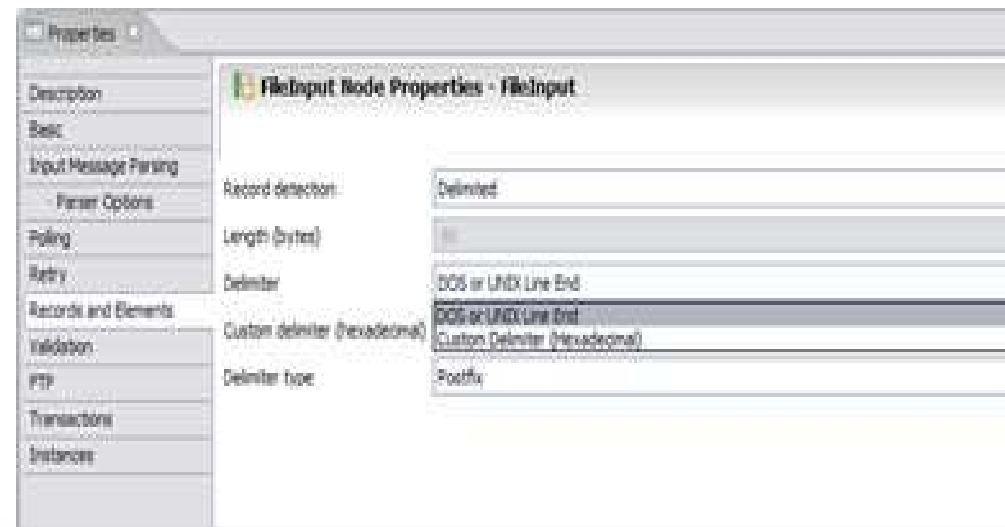 Properties
Description
Basic
Input Message Parsing
Parser Options
Polling
Retry
Records and Elements
Validation
FTP
Transactions
Instances
FileInput Node Properties - FileInput
Record detection
Delimited
Length (bytes)
Delimiter
DOS or UNIX Line End
DOS or UNIX Line End
Custom Delimiter (Hexadecimal)
Custom delimiter (hexadecimal)
Delimiter type
Postfix